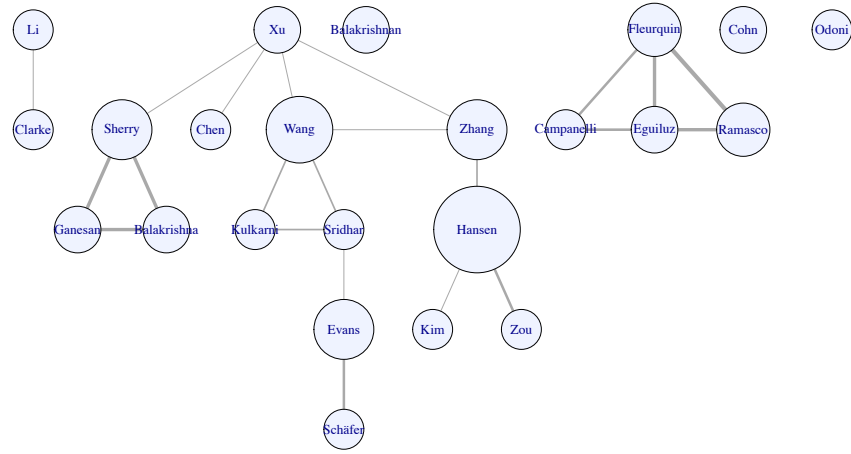 Li
Xu
Balakrishnan
Fleurquin
Cohn
Odoni
Clarke
Sherry
Chen
Wang
Zhang
Campanelli
Eguiluz
Ramasco
Ganesan
Balakrishna
Kulkarni
Sridhar
Hansen
Evans
Kim
Zou
Schäfer